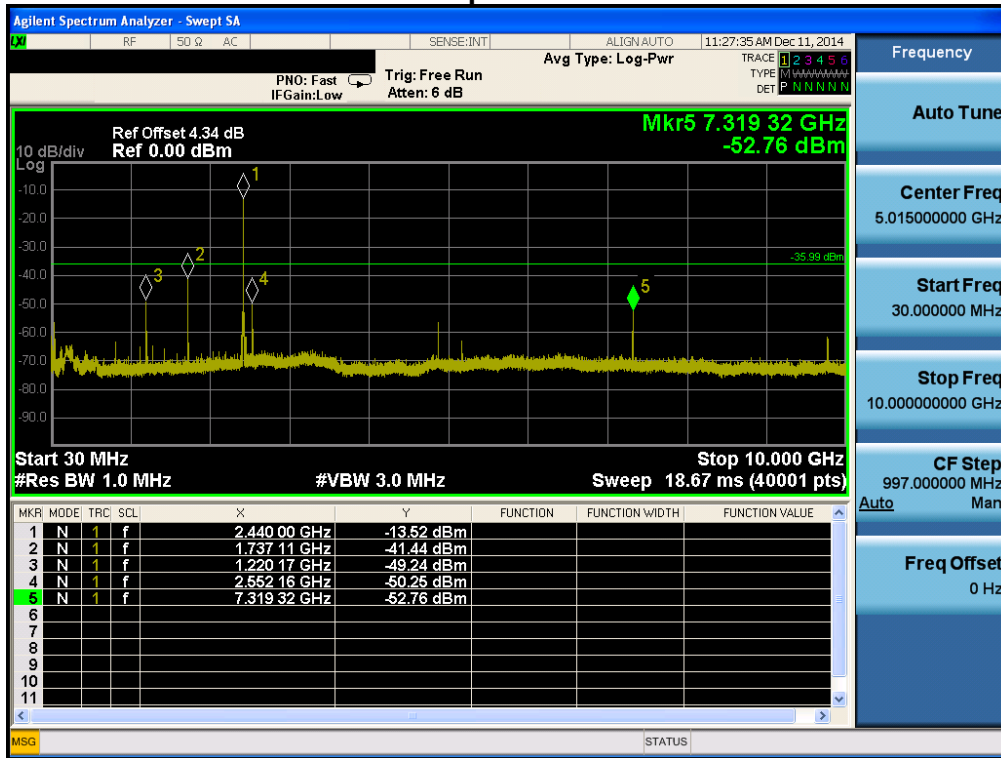 Agilent Spectrum Analyzer - Swept SA
LXI RF 50 Ω AC SENSE:INT ALIGN AUTO 11:27:35 AM Dec 11, 2014
Avg Type: Log-Pwr TRACE 1 2 3 4 5 6
PNO: Fast Trig: Free Run TYPE M WWWWW
IFGain:Low Atten: 6 dB DET P N N N N N
Frequency
Auto Tune
Mkr5 7.319 32 GHz
-52.76 dBm
Ref Offset 4.34 dB
10 dB/div Ref 0.00 dBm
Log
1
-10.0
-20.0
2
-30.0
-35.99 dBm
3
4
5
-40.0
-50.0
-60.0
-70.0
-80.0
-90.0
Start 30 MHz Stop 10.000 GHz
#Res BW 1.0 MHz #VBW 3.0 MHz Sweep 18.67 ms (40001 pts)
Center Freq
5.015000000 GHz
Start Freq
30.000000 MHz
Stop Freq
10.000000000 GHz
CF Step
997.000000 MHz
Auto Man
Freq Offset
0 Hz
MKR MODE TRC SCL X Y FUNCTION FUNCTION WIDTH FUNCTION VALUE
1 N 1 f 2.440 00 GHz -13.52 dBm
2 N 1 f 1.737 11 GHz -41.44 dBm
3 N 1 f 1.220 17 GHz -49.24 dBm
4 N 1 f 2.552 16 GHz -50.25 dBm
5 N 1 f 7.319 32 GHz -52.76 dBm
6
7
8
9
10
11
MSG STATUS